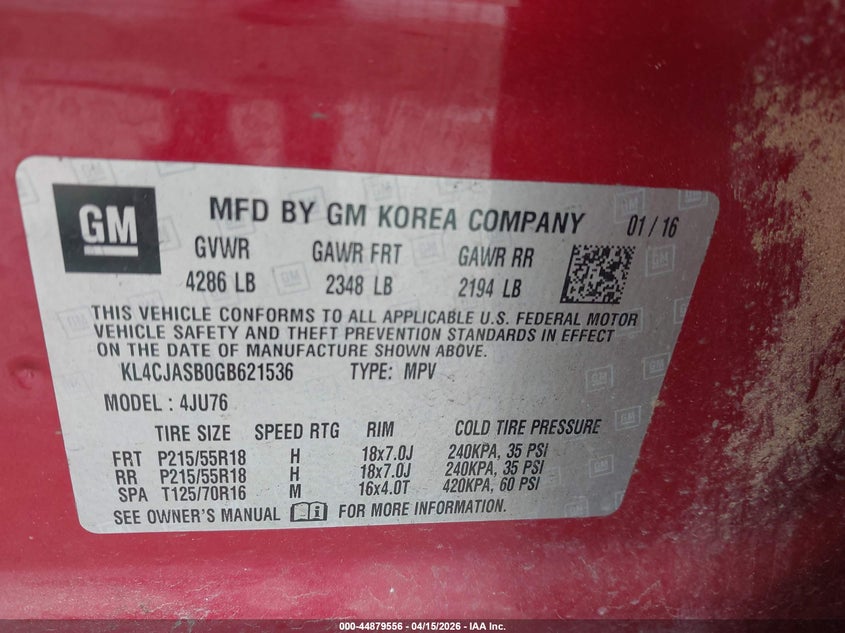 GM
MFD BY GM KOREA COMPANY 01 / 16
GVWR GAWR FRT GAWR RR
4286 LB 2348 LB 2194 LB
THIS VEHICLE CONFORMS TO ALL APPLICABLE U.S. FEDERAL MOTOR
VEHICLE SAFETY AND THEFT PREVENTION STANDARDS IN EFFECT
ON THE DATE OF MANUFACTURE SHOWN ABOVE.
KL4CJASB0GB621536 TYPE: MPV
MODEL : 4JU76
TIRE SIZE SPEED RTG RIM COLD TIRE PRESSURE
FRT P215/55R18 H 18x7.0J 240KPA, 35 PSI
RR P215/55R18 H 18x7.0J 240KPA, 35 PSI
SPA T125/70R16 M 16x4.0T 420KPA, 60 PSI
SEE OWNER'S MANUAL FOR MORE INFORMATION.
000-44879556 - 04/15/2026 - IAA Inc.